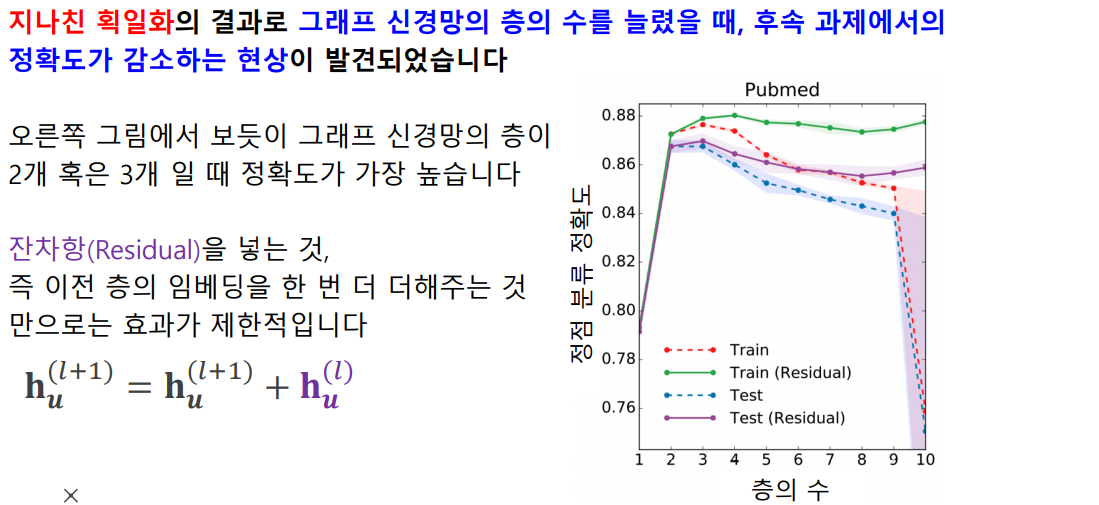 지나친 획일화의 결과로 그래프 신경망의 층의 수를 늘렸을 때, 후속 과제에서의
정확도가 감소하는 현상이 발견되었습니다
오른쪽 그림에서 보듯이 그래프 신경망의 층이
2개 혹은 3개 일 때 정확도가 가장 높습니다
잔차항(Residual)을 넣는 것,
즉 이전 층의 임베딩을 한 번 더 더해주는 것
만으로는 효과가 제한적입니다
h_u^(l+1) = h_u^(l+1) + h_u^(l)
Pubmed
정점 분류 정확도
0.88
0.86
0.84
0.82
0.80
0.78
0.76
Train
Train (Residual)
Test
Test (Residual)
1 2 3 4 5 6 7 8 9 10
층의 수